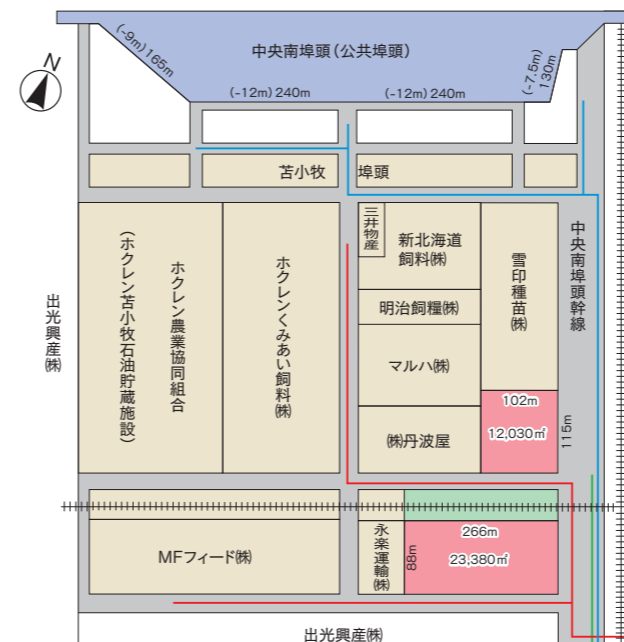 中央南埠頭(公共埠頭)
(-9m)165m
(-12m)240m
(-12m)240m
(-7.5m)
130m
N
苫小牧 埠頭
三井物産
新北海道
飼料㈱
雪印種苗㈱
中央南埠頭幹線
明治飼糧㈱
マルハ㈱
㈱丹波屋
102m
12,030㎡
115m
出光興産㈱
ホクレン農業協同組合
(ホクレン苫小牧石油貯蔵施設)
ホクレンくみあい飼料㈱
MFフィード㈱
永楽運輸㈱
88m
266m
23,380㎡
出光興産㈱